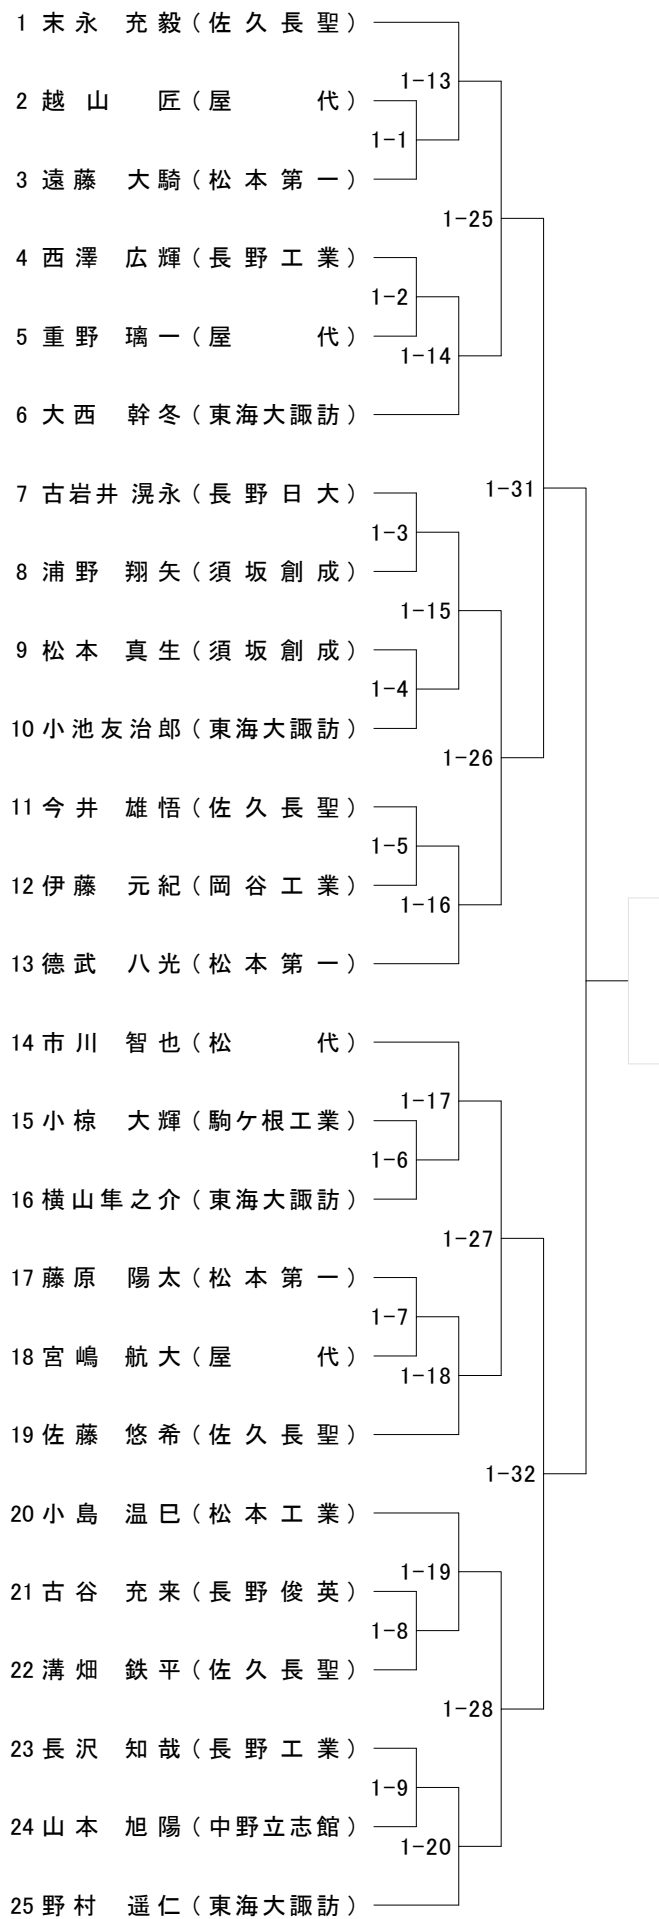 1 末永 充毅(佐久長聖)
1-13
2 越山 匠(屋代)
1-1
3 遠藤 大騎(松本第一)
1-25
4 西澤 広輝(長野工業)
1-2
5 重野 璃一(屋代)
1-14
6 大西 幹冬(東海大諏訪)
7 古岩井 滉永(長野日大)
1-31
1-3
8 浦野 翔矢(須坂創成)
1-15
9 松本 真生(須坂創成)
1-4
10 小池友治郎(東海大諏訪)
1-26
11 今井 雄悟(佐久長聖)
1-5
12 伊藤 元紀(岡谷工業)
1-16
13 德武 八光(松本第一)
14 市川 智也(松代)
1-17
15 小椋 大輝(駒ケ根工業)
1-6
16 横山隼之介(東海大諏訪)
1-27
17 藤原 陽太(松本第一)
1-7
18 宮嶋 航大(屋代)
1-18
19 佐藤 悠希(佐久長聖)
1-32
20 小島 温巳(松本工業)
1-19
21 古谷 充来(長野俊英)
1-8
22 溝畑 鉄平(佐久長聖)
1-28
23 長沢 知哉(長野工業)
1-9
24 山本 旭陽(中野立志館)
1-20
25 野村 遥仁(東海大諏訪)